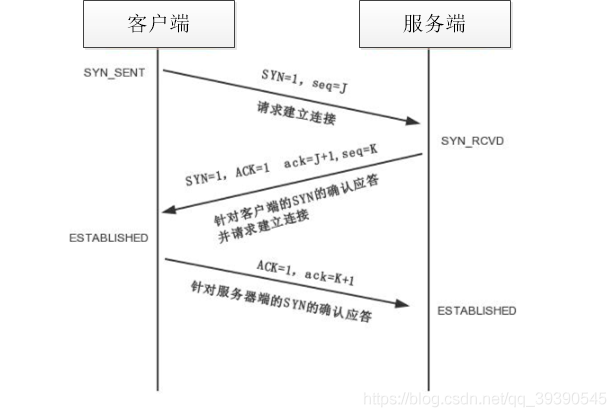 客户端
服务端
SYN_SENT
SYN=1, seq=J
请求建立连接
SYN_RCVD
SYN=1, ACK=1 ack=J+1,seq=K
针对客户端的SYN的确认应答
并请求建立连接
ESTABLISHED
ACK=1, ack=K+1
针对服务器端的SYN的确认应答
ESTABLISHED
https://blog.csdn.net/qq_39390545